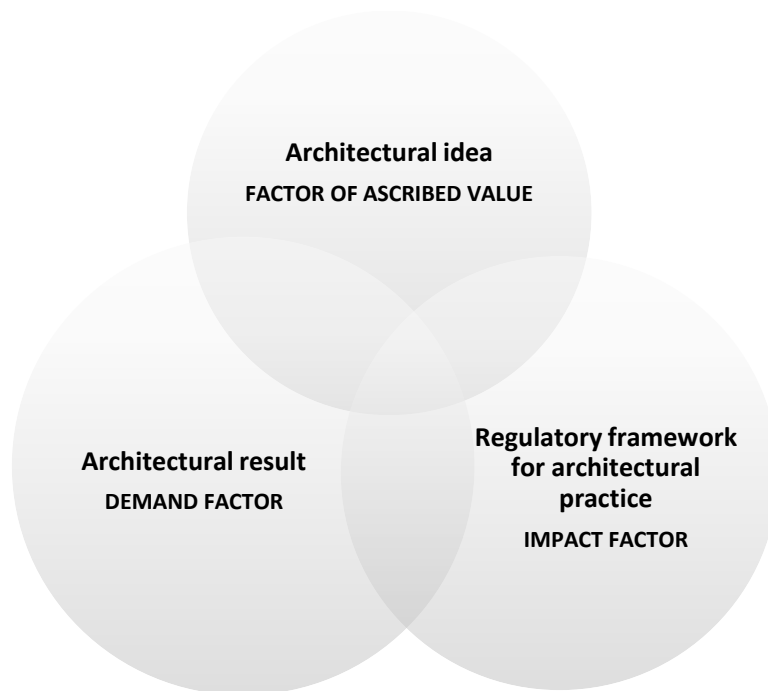 Architectural idea
FACTOR OF ASCRIBED VALUE
Architectural result
DEMAND FACTOR
Regulatory framework
for architectural
practice
IMPACT FACTOR